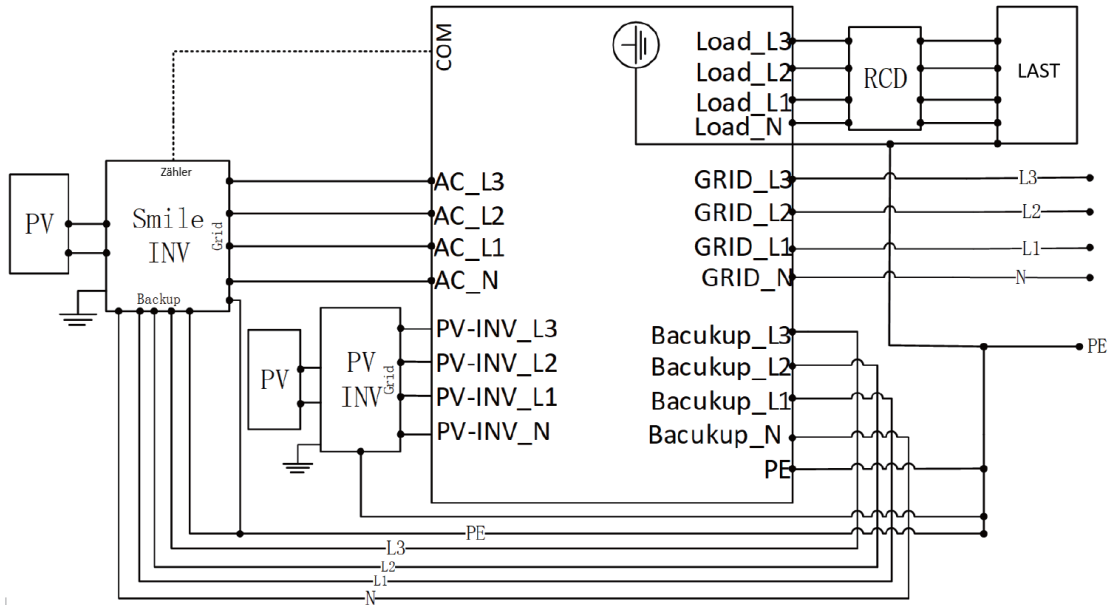 COM
Load_L3
Load_L2
Load_L1
Load_N
RCD
LAST
Zähler
PV
Smile
INV
Grid
Backup
AC_L3
AC_L2
AC_L1
AC_N
GRID_L3
GRID_L2
GRID_L1
GRID_N
L3
L2
L1
N
PV
PV
INV
Grid
PV-INV_L3
PV-INV_L2
PV-INV_L1
PV-INV_N
Bacukup_L3
Bacukup_L2
Bacukup_L1
Bacukup_N
PE
PE
PE
L3
L2
L1
N